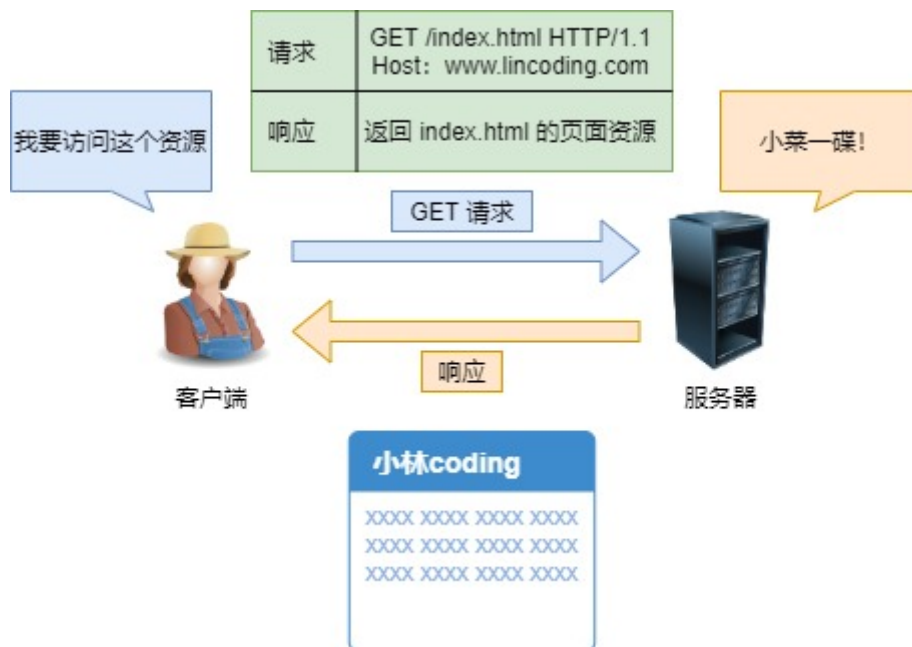 请求
GET /index.html HTTP/1.1
Host：www.lincoding.com
响应
返回 index.html 的页面资源
我要访问这个资源
小菜一碟!
GET 请求
响应
客户端
服务器
小林coding
XXXX XXXX XXXX XXXX
XXXX XXXX XXXX XXXX
XXXX XXXX XXXX XXXX